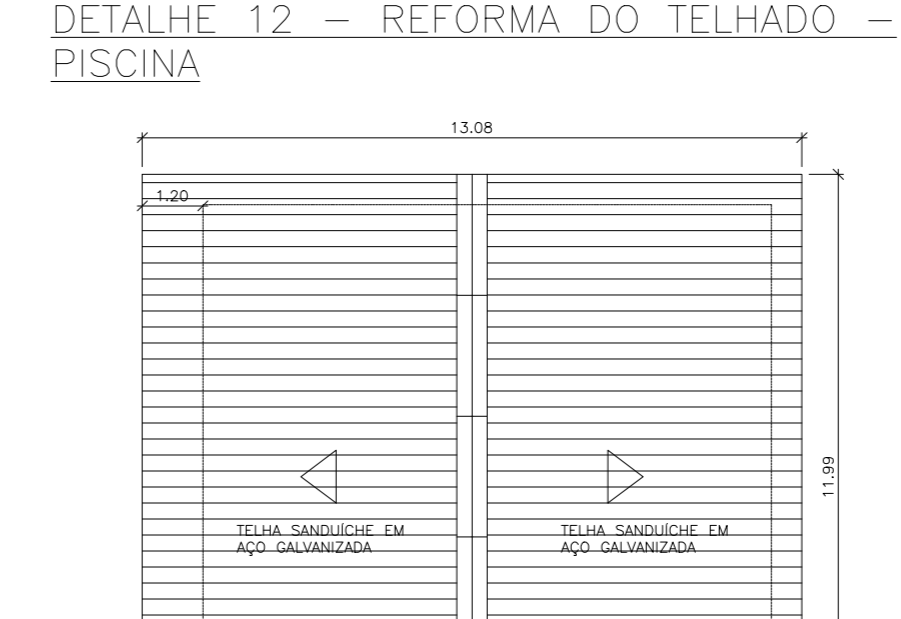 DETALHE 12 – REFORMA DO TELHADO –
PISCINA
13.08
1.20
11.99
TELHA SANDUÍCHE EM
AÇO GALVANIZADA
TELHA SANDUÍCHE EM
AÇO GALVANIZADA